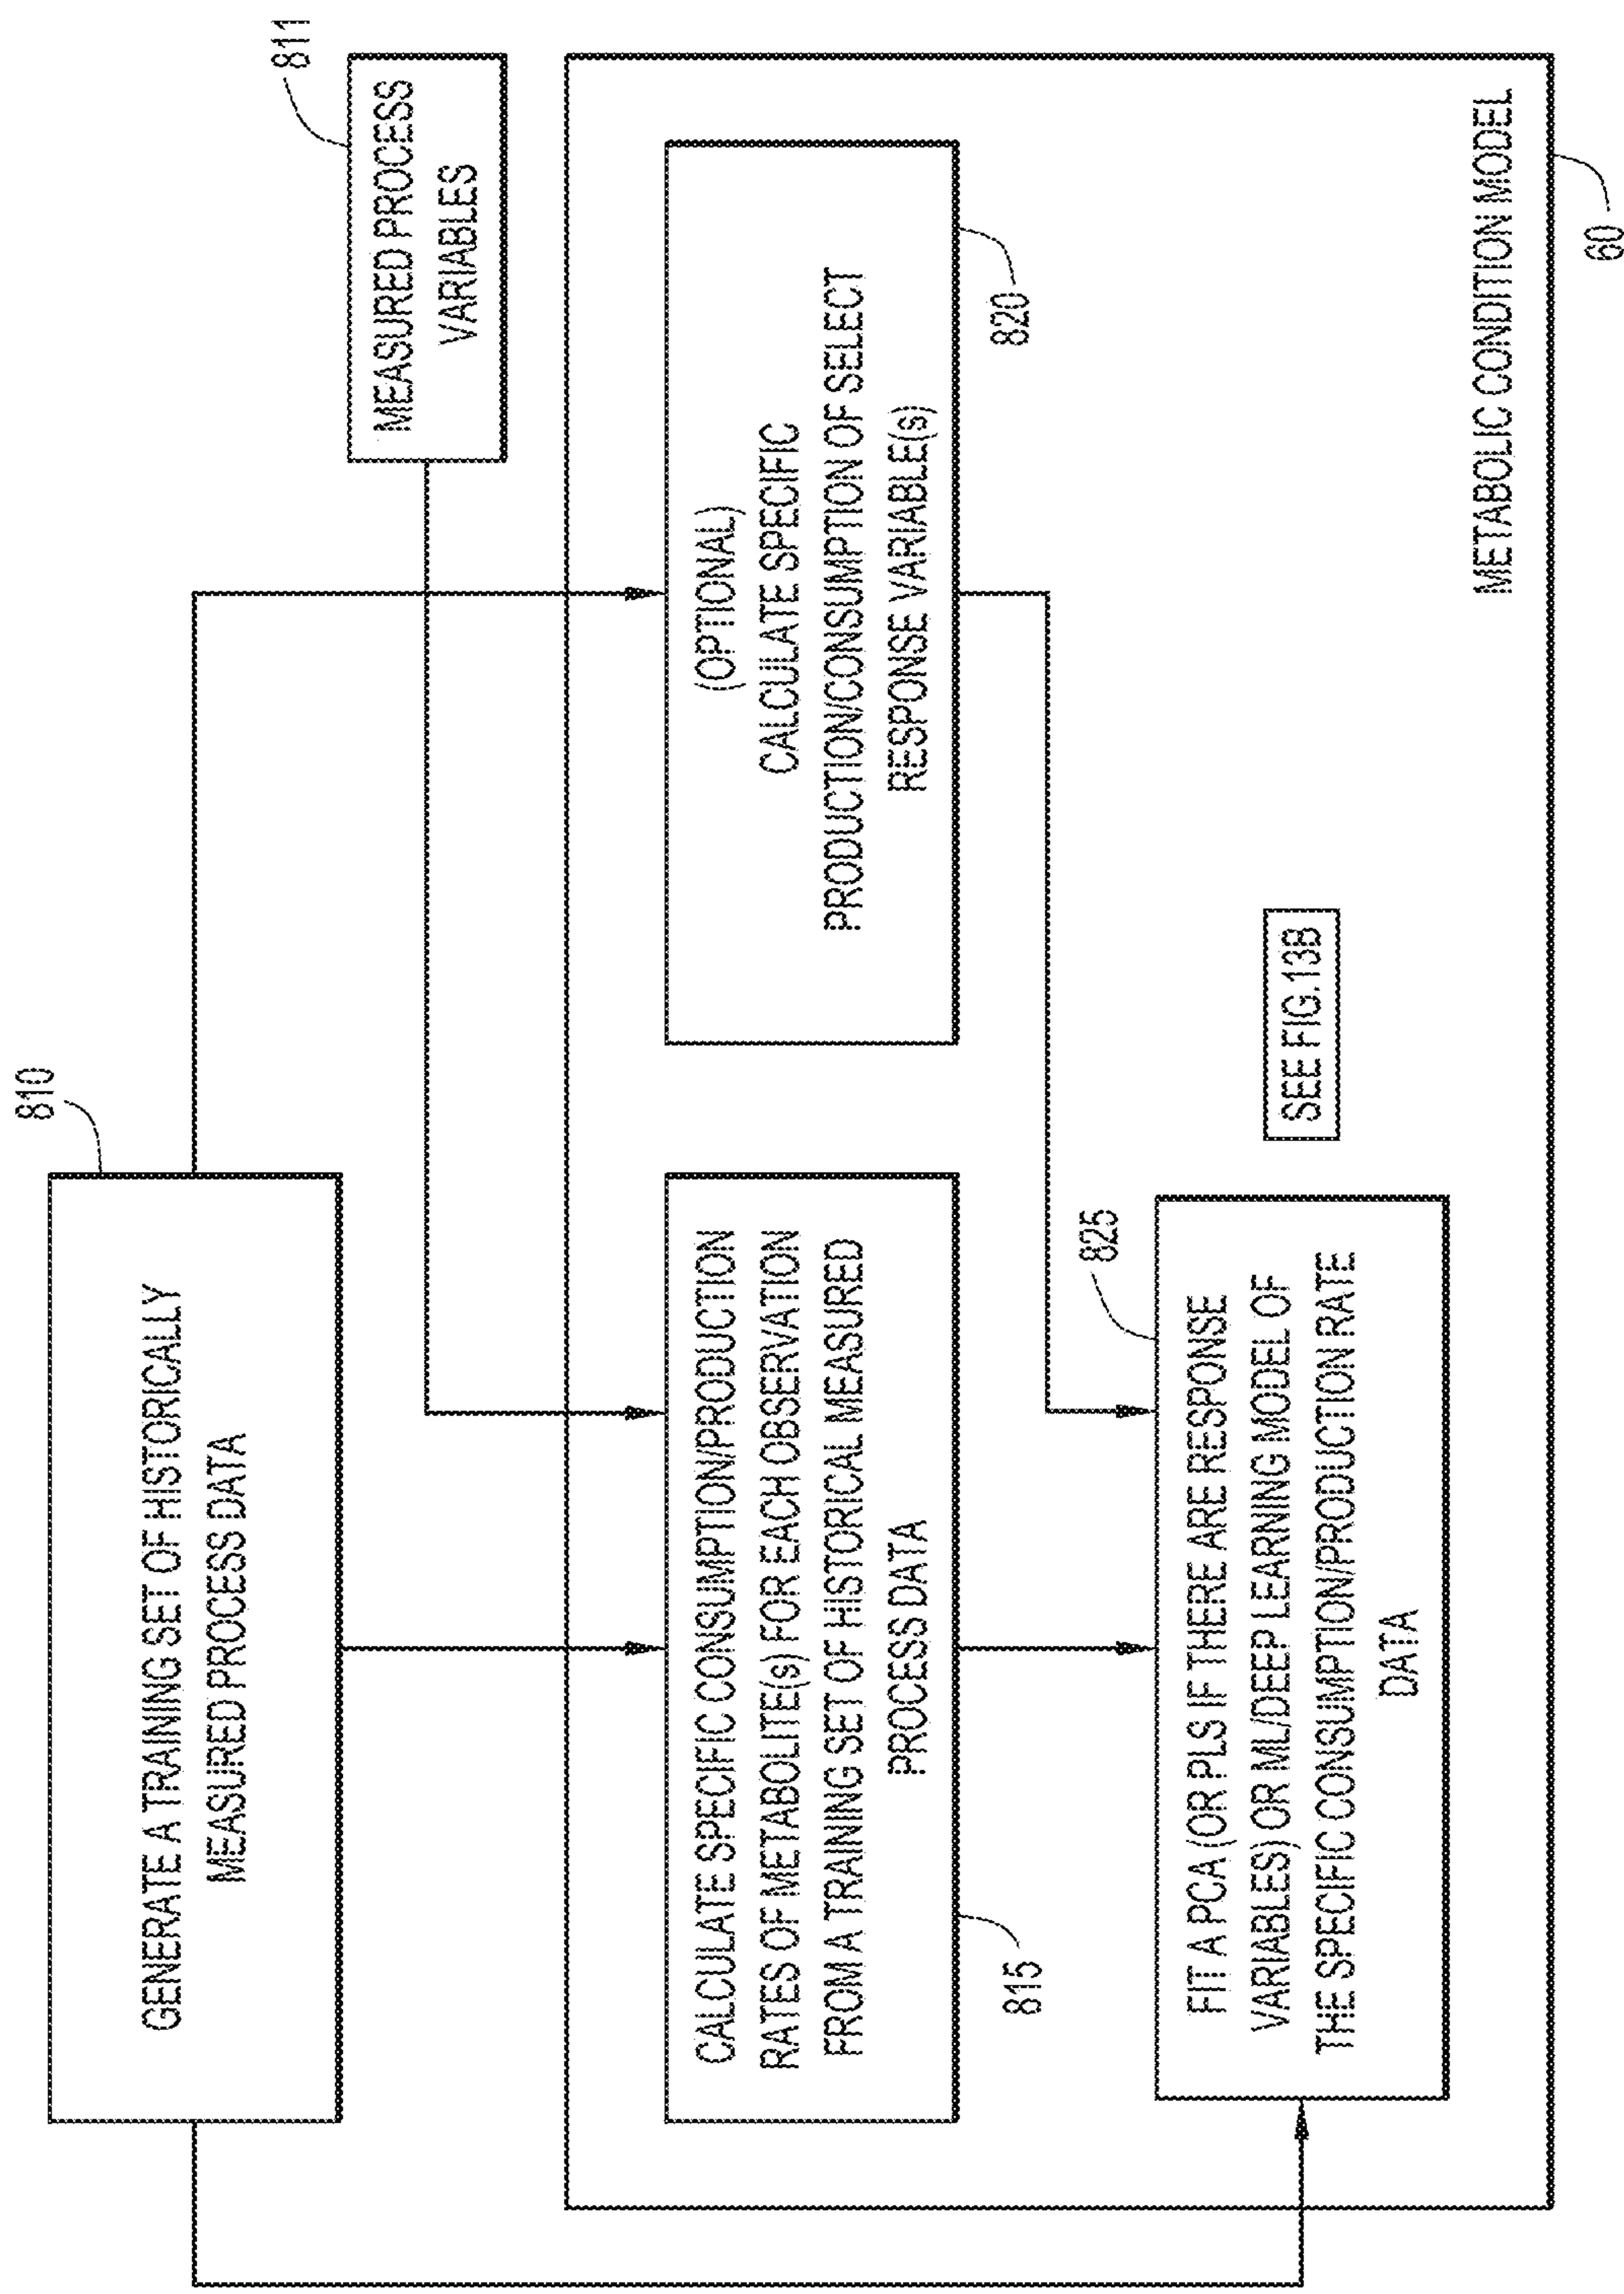 810
GENERATE A TRAINING SET OF HISTORICALLY
MEASURED PROCESS DATA
811
MEASURED PROCESS
VARIABLES
CALCULATE SPECIFIC CONSUMPTION/PRODUCTION
RATES OF METABOLITE(s) FOR EACH OBSERVATION
FROM A TRAINING SET OF HISTORICAL MEASURED
PROCESS DATA
815
(OPTIONAL)
CALCULATE SPECIFIC
PRODUCTION/CONSUMPTION OF SELECT
RESPONSE VARIABLE(s)
820
825
FIT A PCA (OR PLS IF THERE ARE RESPONSE
VARIABLES) OR ML/DEEP LEARNING MODEL OF
THE SPECIFIC CONSUMPTION/PRODUCTION RATE
DATA
SEE FIG.13B
METABOLIC CONDITION MODEL
60